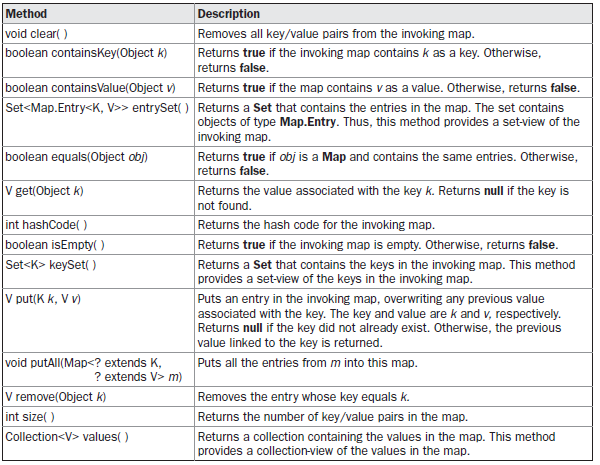 Method Description
void clear( ) Removes all key/value pairs from the invoking map.
boolean containsKey(Object k) Returns true if the invoking map contains k as a key. Otherwise,
returns false.
boolean containsValue(Object v) Returns true if the map contains v as a value. Otherwise, returns false.
Set<Map.Entry<K, V>> entrySet( ) Returns a Set that contains the entries in the map. The set contains
objects of type Map.Entry. Thus, this method provides a set-view of the
invoking map.
boolean equals(Object obj) Returns true if obj is a Map and contains the same entries. Otherwise,
returns false.
V get(Object k) Returns the value associated with the key k. Returns null if the key is
not found.
int hashCode( ) Returns the hash code for the invoking map.
boolean isEmpty( ) Returns true if the invoking map is empty. Otherwise, returns false.
Set<K> keySet( ) Returns a Set that contains the keys in the invoking map. This method
provides a set-view of the keys in the invoking map.
V put(K k, V v) Puts an entry in the invoking map, overwriting any previous value
associated with the key. The key and value are k and v, respectively.
Returns null if the key did not already exist. Otherwise, the previous
value linked to the key is returned.
void putAll(Map<? extends K, Puts all the entries from m into this map.
? extends V> m)
V remove(Object k) Removes the entry whose key equals k.
int size( ) Returns the number of key/value pairs in the map.
Collection<V> values( ) Returns a collection containing the values in the map. This method
provides a collection-view of the values in the map.